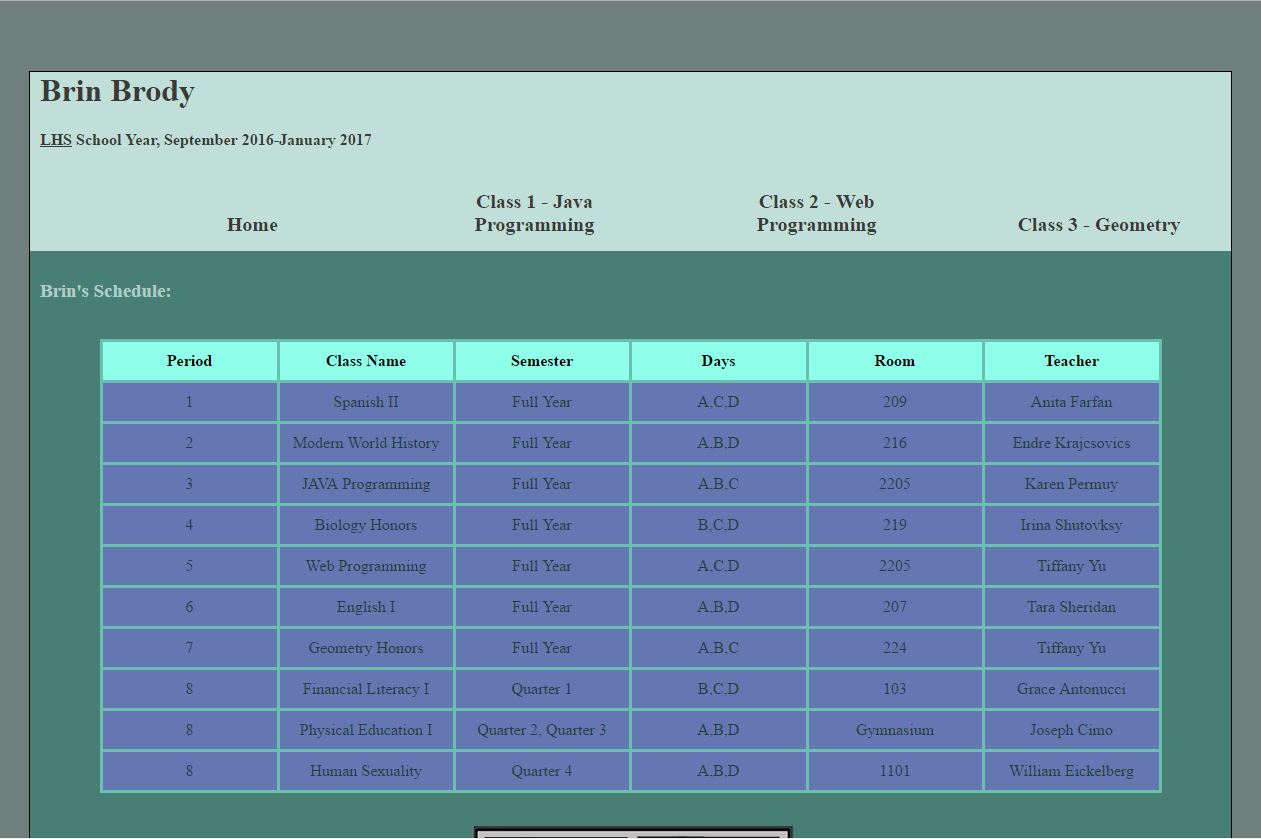 Brin Brody
LHS School Year, September 2016-January 2017
Home
Class 1 - Java
Programming
Class 2 - Web
Programming
Class 3 - Geometry
Brin's Schedule:
Period Class Name Semester Days Room Teacher
1 Spanish II Full Year A,C,D 209 Anita Farfan
2 Modern World History Full Year A,B,D 216 Endre Krajcsovics
3 JAVA Programming Full Year A,B,C 2205 Karen Permuy
4 Biology Honors Full Year B,C,D 219 Irina Shutovksy
5 Web Programming Full Year A,C,D 2205 Tiffany Yu
6 English I Full Year A,B,D 207 Tara Sheridan
7 Geometry Honors Full Year A,B,C 224 Tiffany Yu
8 Financial Literacy I Quarter 1 B,C,D 103 Grace Antonucci
8 Physical Education I Quarter 2, Quarter 3 A,B,D Gymnasium Joseph Cimo
8 Human Sexuality Quarter 4 A,B,D 1101 William Eickelberg